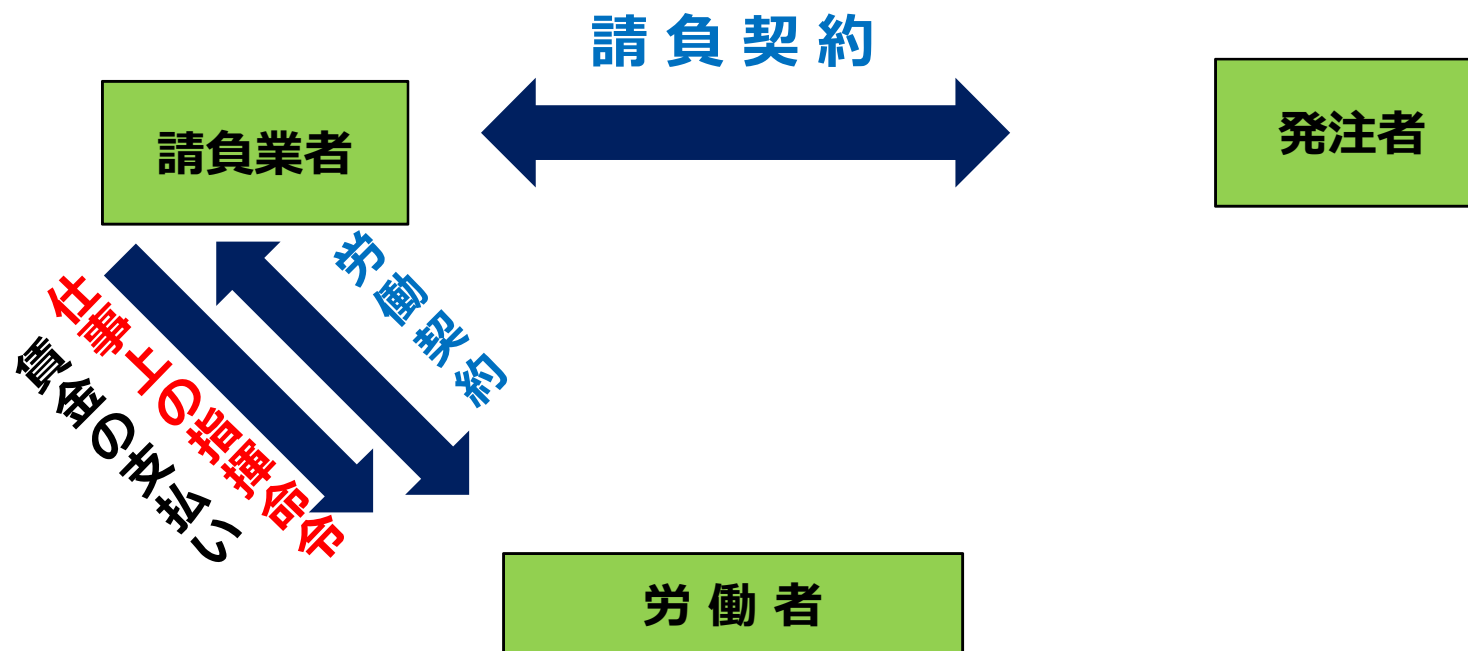 請負契約
請負業者
発注者
労働契約
仕事上の指揮命令
賃金の支払い
労働者